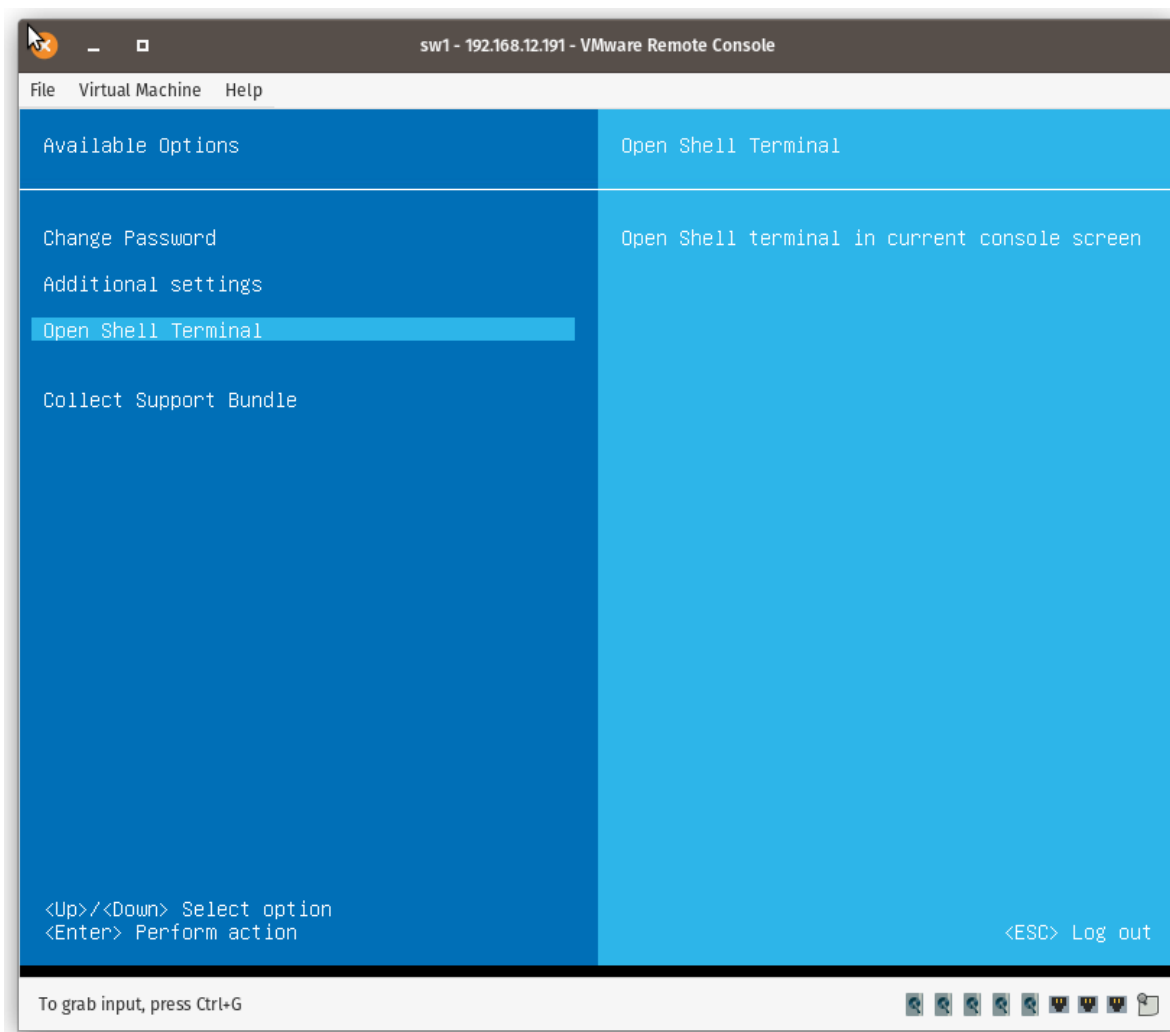 sw1 - 192.168.12.191 - VMware Remote Console
File Virtual Machine Help
Available Options
Open Shell Terminal
Change Password
Open Shell terminal in current console screen
Additional settings
Open Shell Terminal
Collect Support Bundle
<Up>/<Down> Select option
<Enter> Perform action
<ESC> Log out
To grab input, press Ctrl+G